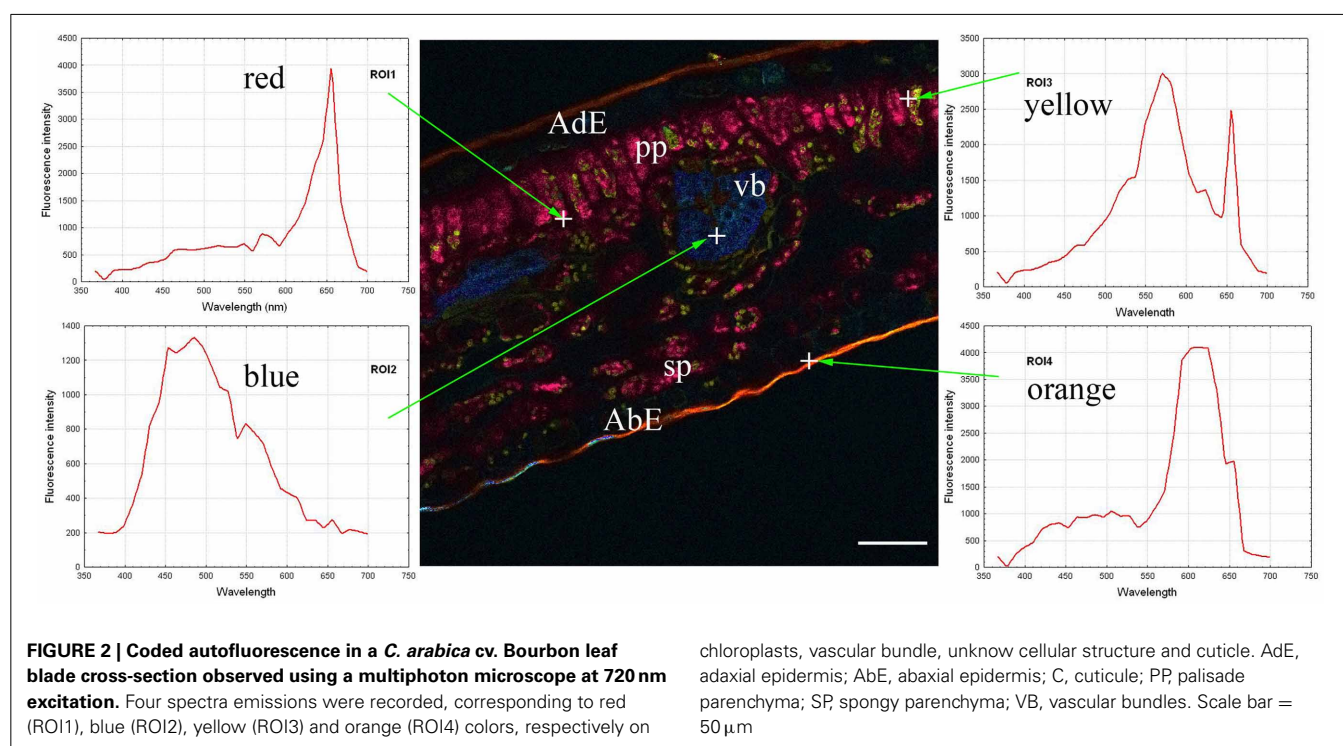 4500
4000
3500
3000
2500
2000
1500
1000
500
0
350 400 450 500 550 600 650 700 750
Fluorescence intensity
Wavelength (nm)
red
ROI1
1400
1200
1000
800
600
400
200
0
350 400 450 500 550 600 650 700 750
Fluorescence intensity
Wavelength
blue
ROI2
AdE
pp
vb
sp
AbE
3500
3000
2500
2000
1500
1000
500
0
350 400 450 500 550 600 650 700 750
Fluorescence intensity
Wavelength
ROI3
yellow
4500
4000
3500
3000
2500
2000
1500
1000
500
0
350 400 450 500 550 600 650 700 750
Fluorescence intensity
Wavelength
ROI4
orange
FIGURE 2 | Coded autofluorescence in a C. arabica cv. Bourbon leaf
blade cross-section observed using a multiphoton microscope at 720 nm
excitation. Four spectra emissions were recorded, corresponding to red
(ROI1), blue (ROI2), yellow (ROI3) and orange (ROI4) colors, respectively on
chloroplasts, vascular bundle, unknow cellular structure and cuticle. AdE,
adaxial epidermis; AbE, abaxial epidermis; C, cuticule; PP, palisade
parenchyma; SP, spongy parenchyma; VB, vascular bundles. Scale bar =
50 μm